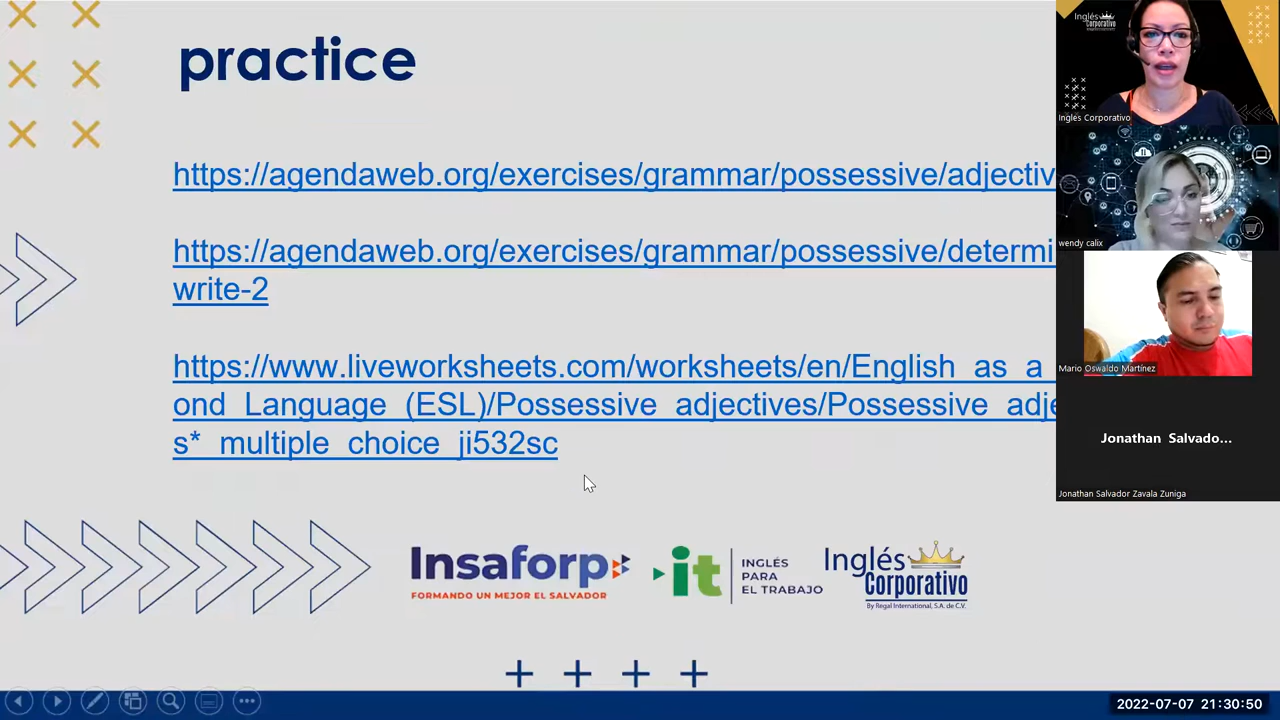 practice
https://agendaweb.org/exercises/grammar/possessive/adjectiv
https://agendaweb.org/exercises/grammar/possessive/determi
write-2
https://www.liveworksheets.com/worksheets/en/English_as_a_
ond_Language_(ESL)/Possessive_adjectives/Possessive_adje
s*_multiple_choice_ji532sc
Insaforp
FORMANDO UN MEJOR EL SALVADOR
it
INGLÉS
PARA
EL TRABAJO
Inglés
Corporativo
By Regal International, S.A. de C.V.
Inglés
Corporativo
Inglés Corporativo
wendy calix
Mario Oswaldo Martínez
Jonathan Salvado...
Jonathan Salvador Zavala Zuniga
2022-07-07 21:30:50